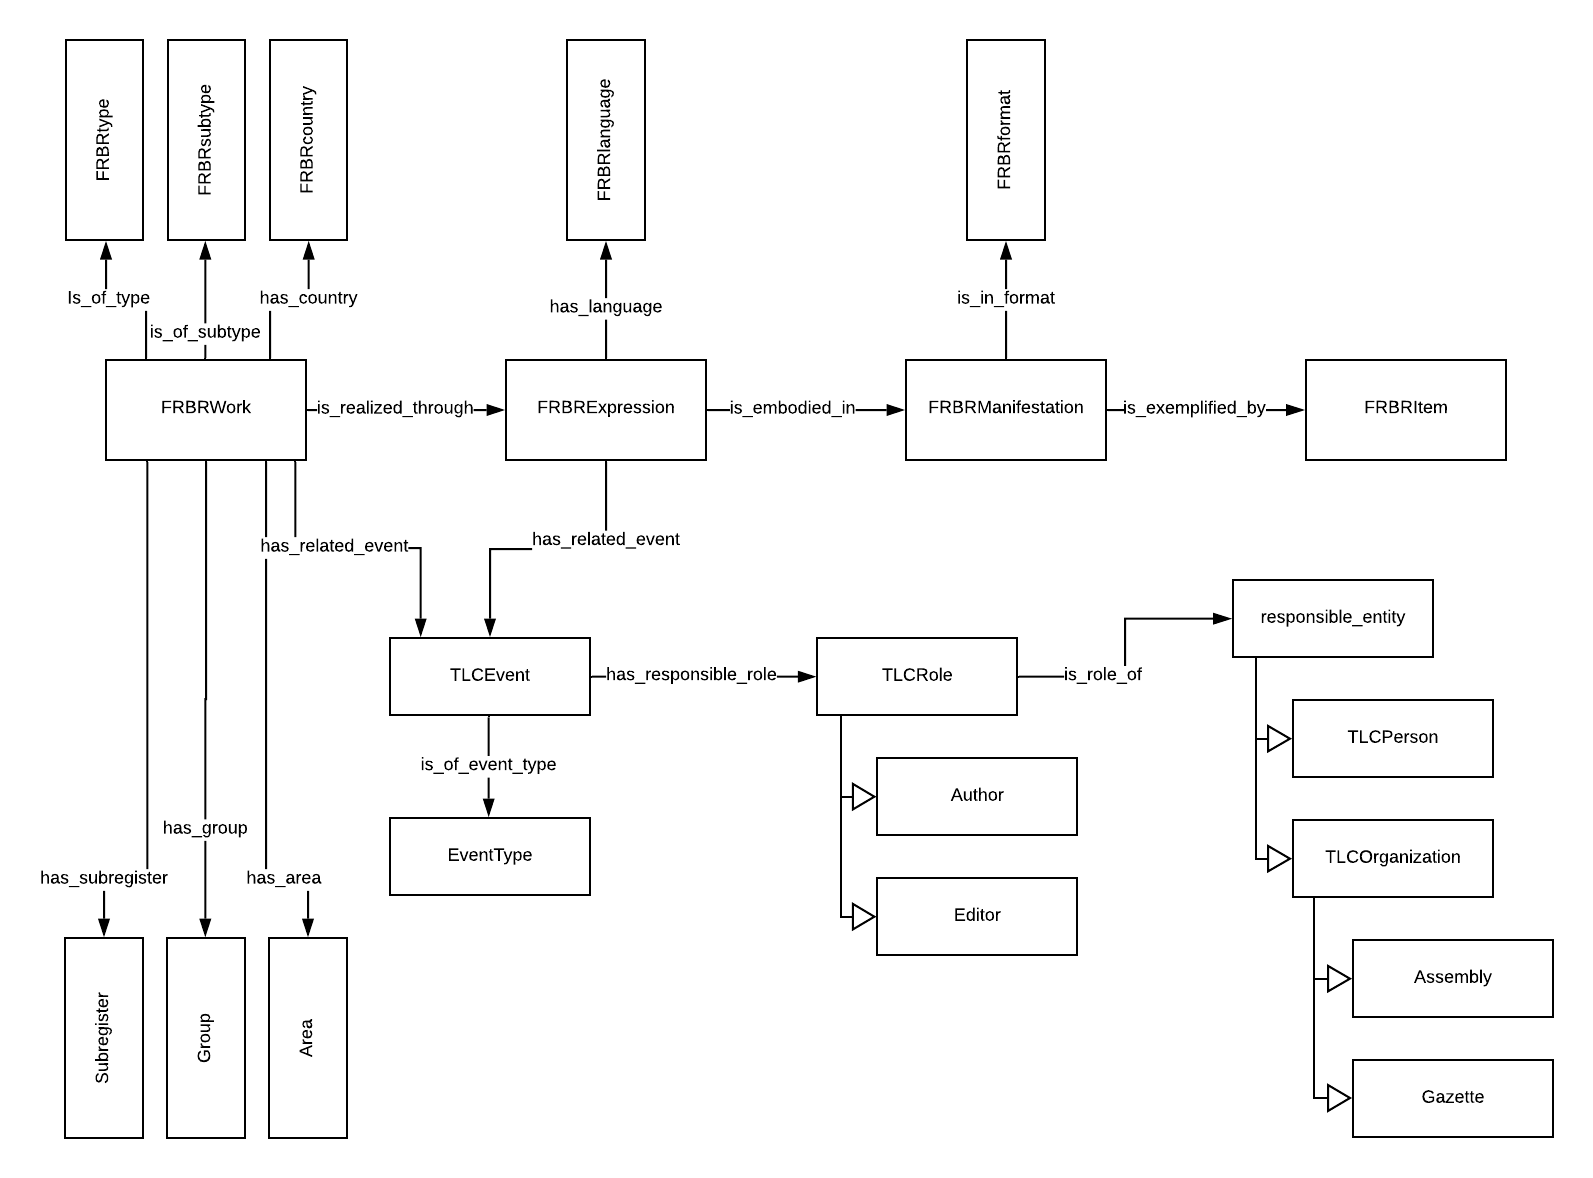 FRBRtype
FRBRsubtype
FRBRcountry
FRBRlanguage
FRBRformat
Is_of_type
has_country
is_of_subtype
has_language
is_in_format
FRBRWork
is_realized_through
FRBRExpression
is_embodied_in
FRBRManifestation
is_exemplified_by
FRBRItem
has_related_event
has_related_event
TLCEvent
has_responsible_role
TLCRole
is_role_of
responsible_entity
TLCPerson
is_of_event_type
Author
EventType
TLCOrganization
has_group
has_subregister
has_area
Editor
Assembly
Subregister
Group
Area
Gazette